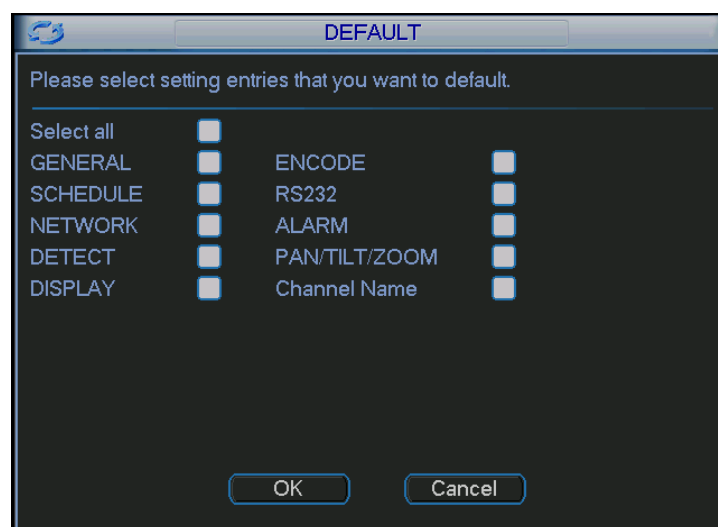 DEFAULT
Please select setting entries that you want to default.
Select all
GENERAL ENCODE
SCHEDULE RS232
NETWORK ALARM
DETECT PAN/TILT/ZOOM
DISPLAY Channel Name
OK Cancel